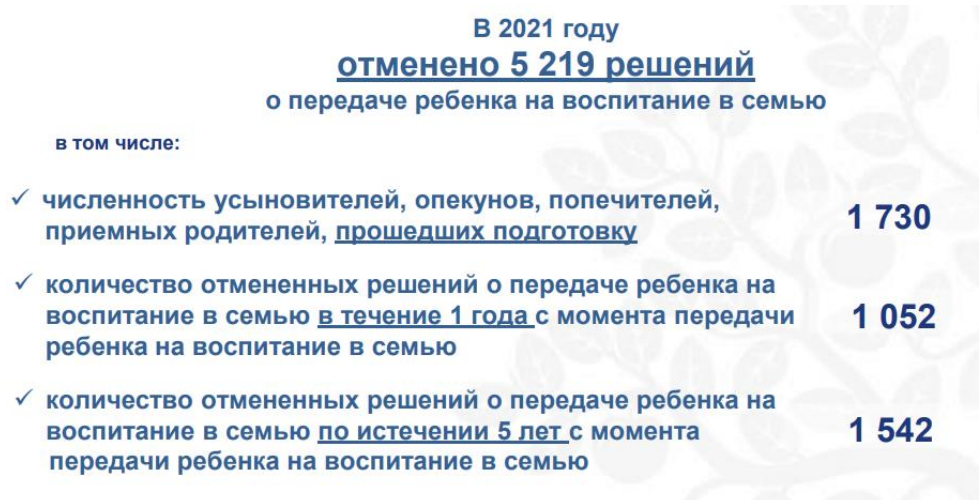 В 2021 году
отменено 5 219 решений
о передаче ребенка на воспитание в семью
в том числе:
✓ численность усыновителей, опекунов, попечителей,
приемных родителей, прошедших подготовку 1 730
✓ количество отмененных решений о передаче ребенка на
воспитание в семью в течение 1 года с момента передачи 1 052
ребенка на воспитание в семью
✓ количество отмененных решений о передаче ребенка на
воспитание в семью по истечении 5 лет с момента 1 542
передачи ребенка на воспитание в семью